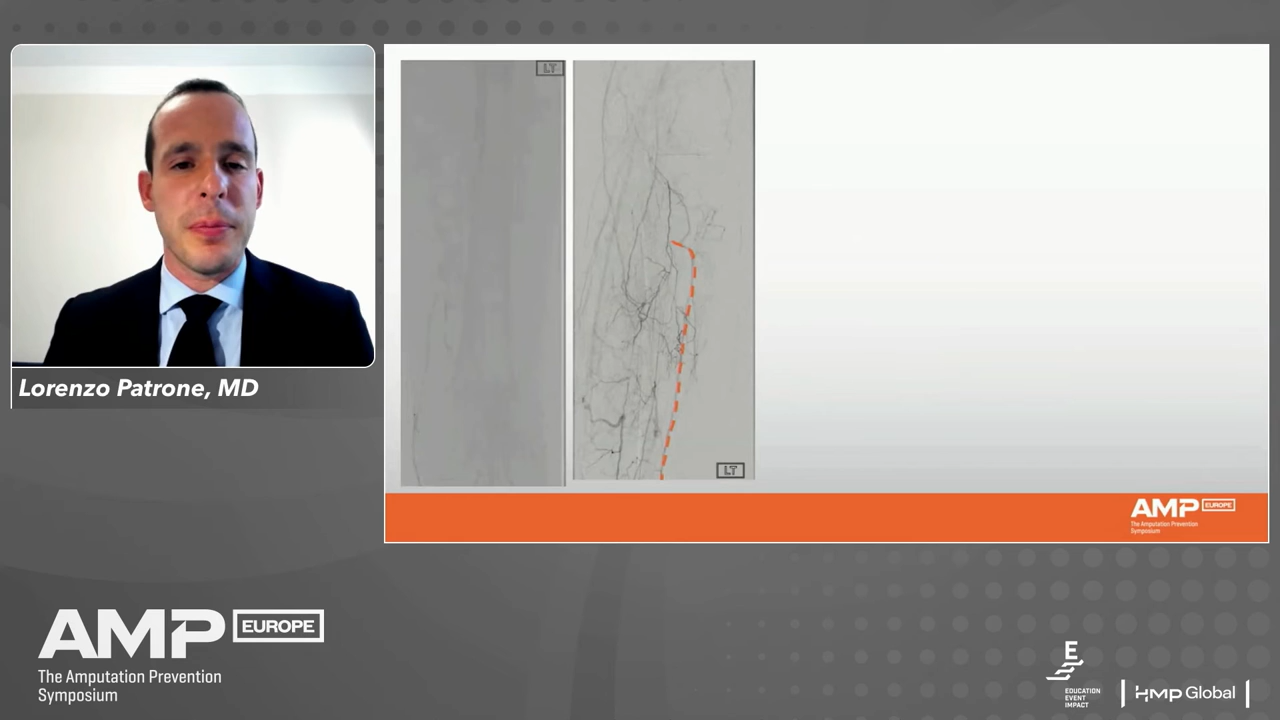 LT
LT
Lorenzo Patrone, MD
AMP EUROPE
The Amputation Prevention
Symposium
AMP EUROPE
The Amputation Prevention
Symposium
E
EDUCATION
EVENT
IMPACT
HMP Global